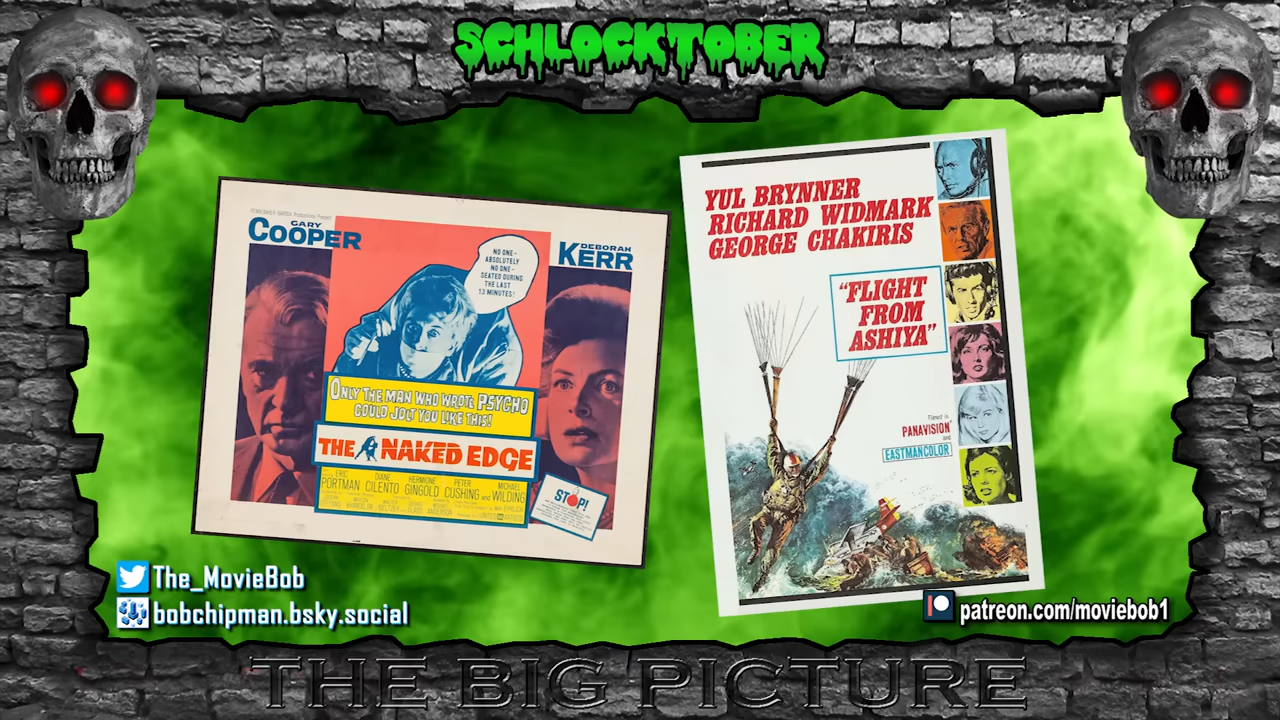 SCHLOCKTOBER
GARY
COOPER
DEBORAH
KERR
NO ONE -
ABSOLUTELY
NO ONE -
SEATED DURING
THE LAST
13 MINUTES!
ONLY THE MAN WHO WROTE PSYCHO
COULD JOLT YOU LIKE THIS!
THE NAKED EDGE
ERIC
PORTMAN
DIANE
CILENTO
HERMIONE
GINGOLD
PETER
CUSHING
and
MICHAEL
WILDING
STOP!
YUL BRYNNER
RICHARD WIDMARK
GEORGE CHAKIRIS
"FLIGHT
FROM
ASHIYA"
Filmed in
PANAVISION®
and
EASTMANCOLOR
The_MovieBob
bobchipman.bsky.social
patreon.com/moviebob1
THE BIG PICTURE